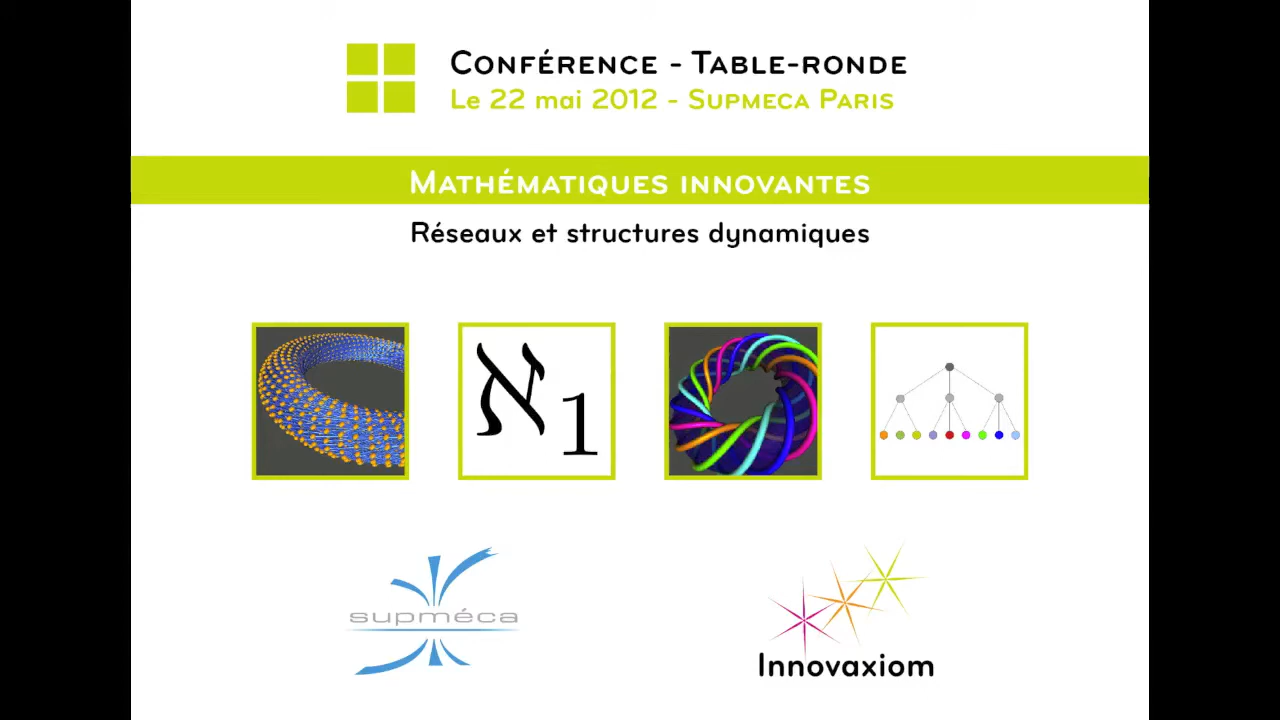 Conférence - Table-ronde
Le 22 mai 2012 - Supmeca Paris
Mathématiques innovantes
Réseaux et structures dynamiques
ℵ1
supméca
Innovaxiom